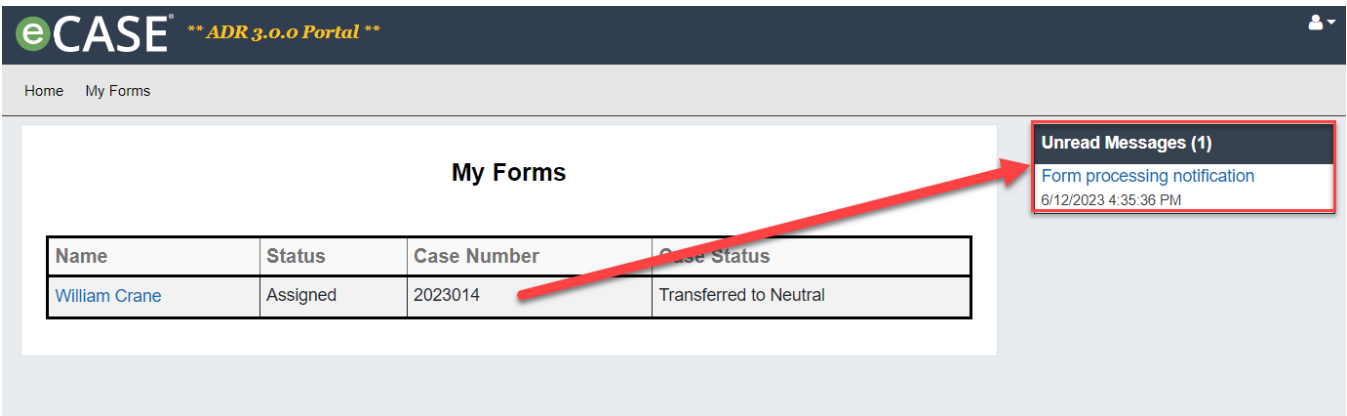 eCASE® ** ADR 3.0.0 Portal **
Home My Forms
My Forms
Name Status Case Number Case Status
William Crane Assigned 2023014 Transferred to Neutral
Unread Messages (1)
Form processing notification
6/12/2023 4:35:36 PM